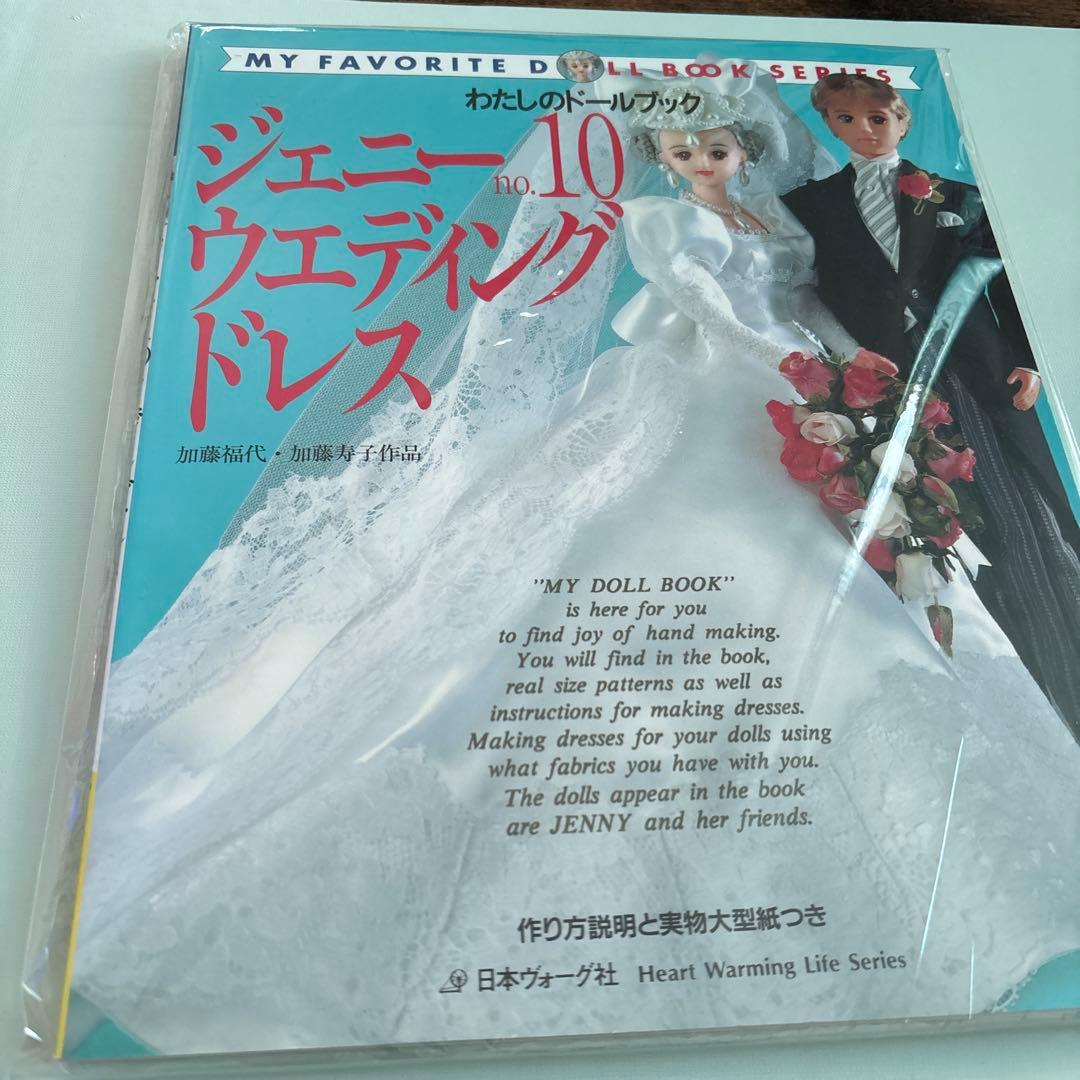 MY FAVORITE DOLL BOOK SERIES
わたしのドールブック
ジェニー no.10
ウエディング
ドレス
加藤福代・加藤寿子作品
"MY DOLL BOOK"
is here for you
to find joy of hand making.
You will find in the book,
real size patterns as well as
instructions for making dresses.
Making dresses for your dolls using
what fabrics you have with you.
The dolls appear in the book
are JENNY and her friends.
作り方説明と実物大型紙つき
日本ヴォーグ社 Heart Warming Life Series